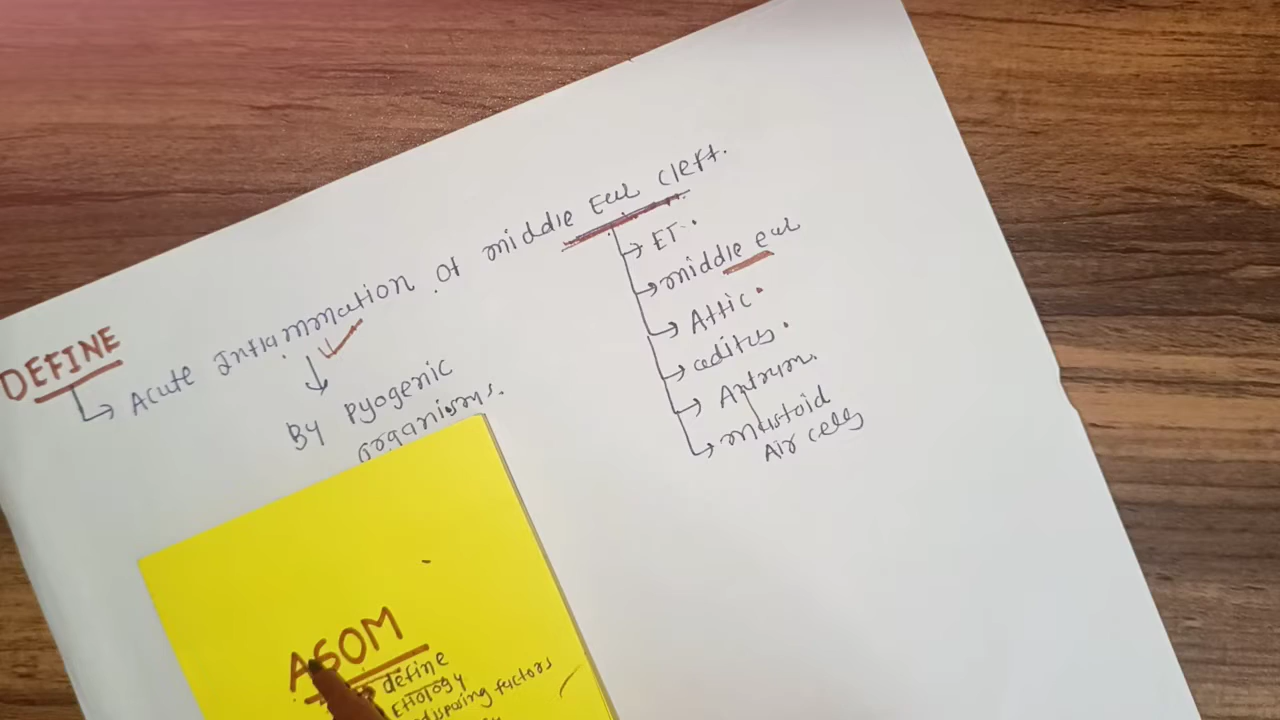 DEFINE
Acute Inflammation of middle Ear cleft.
By Pyogenic
organisms.
ET.
middle ear
Attic.
aditus.
Antrum.
mastoid
Air cells
ASOM
define
Etiology
factors